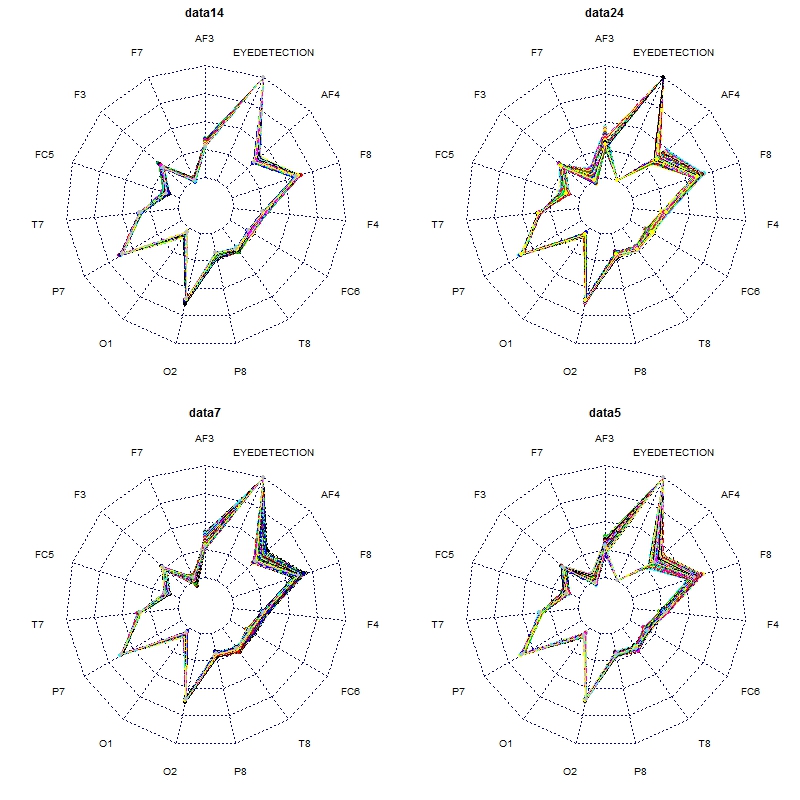 data14
AF3
EYEDETECTION
F7
AF4
F3
F8
FC5
F4
T7
FC6
P7
T8
O1
P8
O2
data24
AF3
EYEDETECTION
F7
AF4
F3
F8
FC5
F4
T7
FC6
P7
T8
O1
P8
O2
data7
AF3
EYEDETECTION
F7
AF4
F3
F8
FC5
F4
T7
FC6
P7
T8
O1
P8
O2
data5
AF3
EYEDETECTION
F7
AF4
F3
F8
FC5
F4
T7
FC6
P7
T8
O1
P8
O2